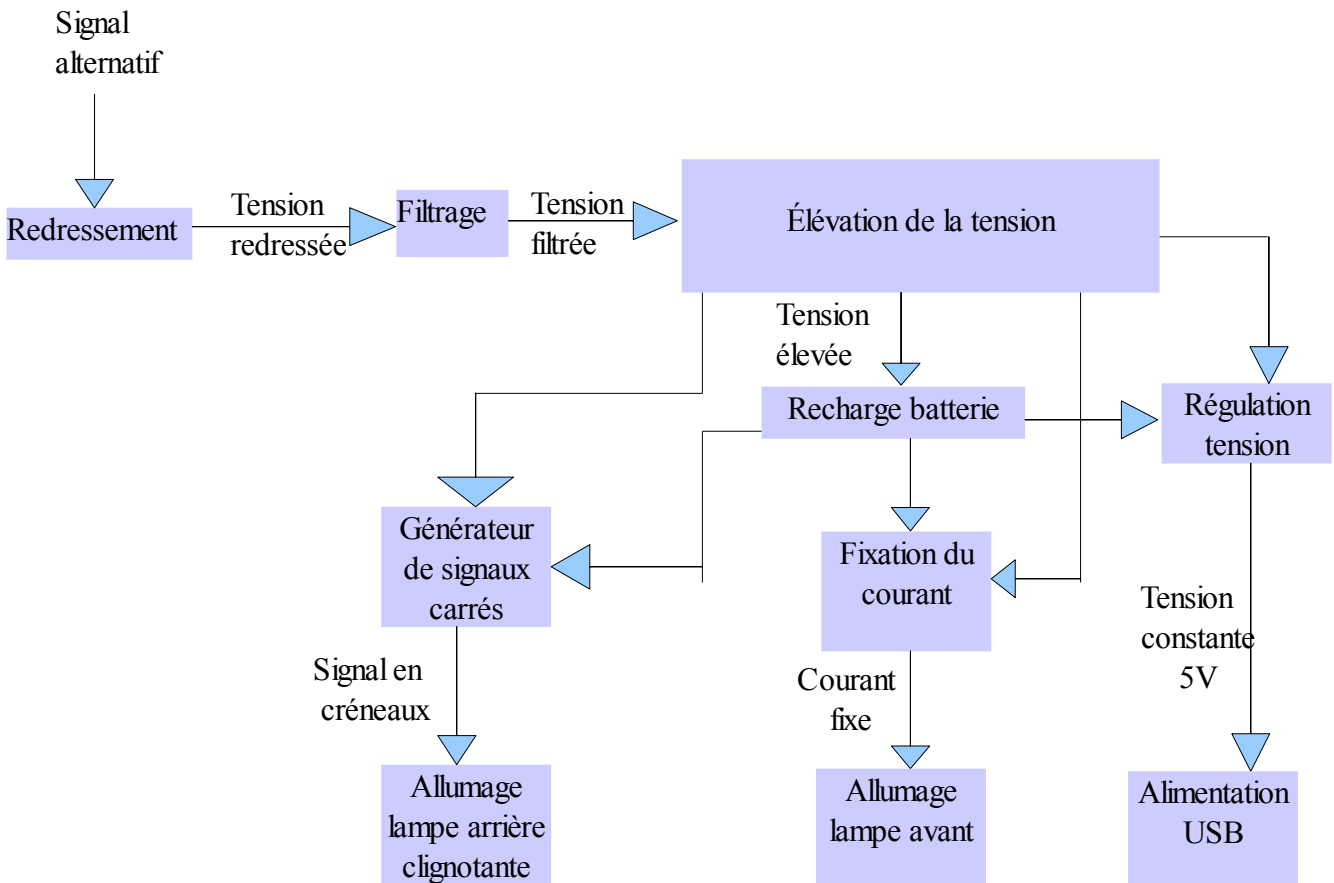 Signal
alternatif
Redressement
Tension
redressée
Filtrage
Tension
filtrée
Élévation de la tension
Tension
élevée
Recharge batterie
Régulation
tension
Générateur
de signaux
carrés
Fixation du
courant
Tension
constante
5V
Signal en
créneaux
Courant
fixe
Allumage
lampe arrière
clignotante
Allumage
lampe avant
Alimentation
USB